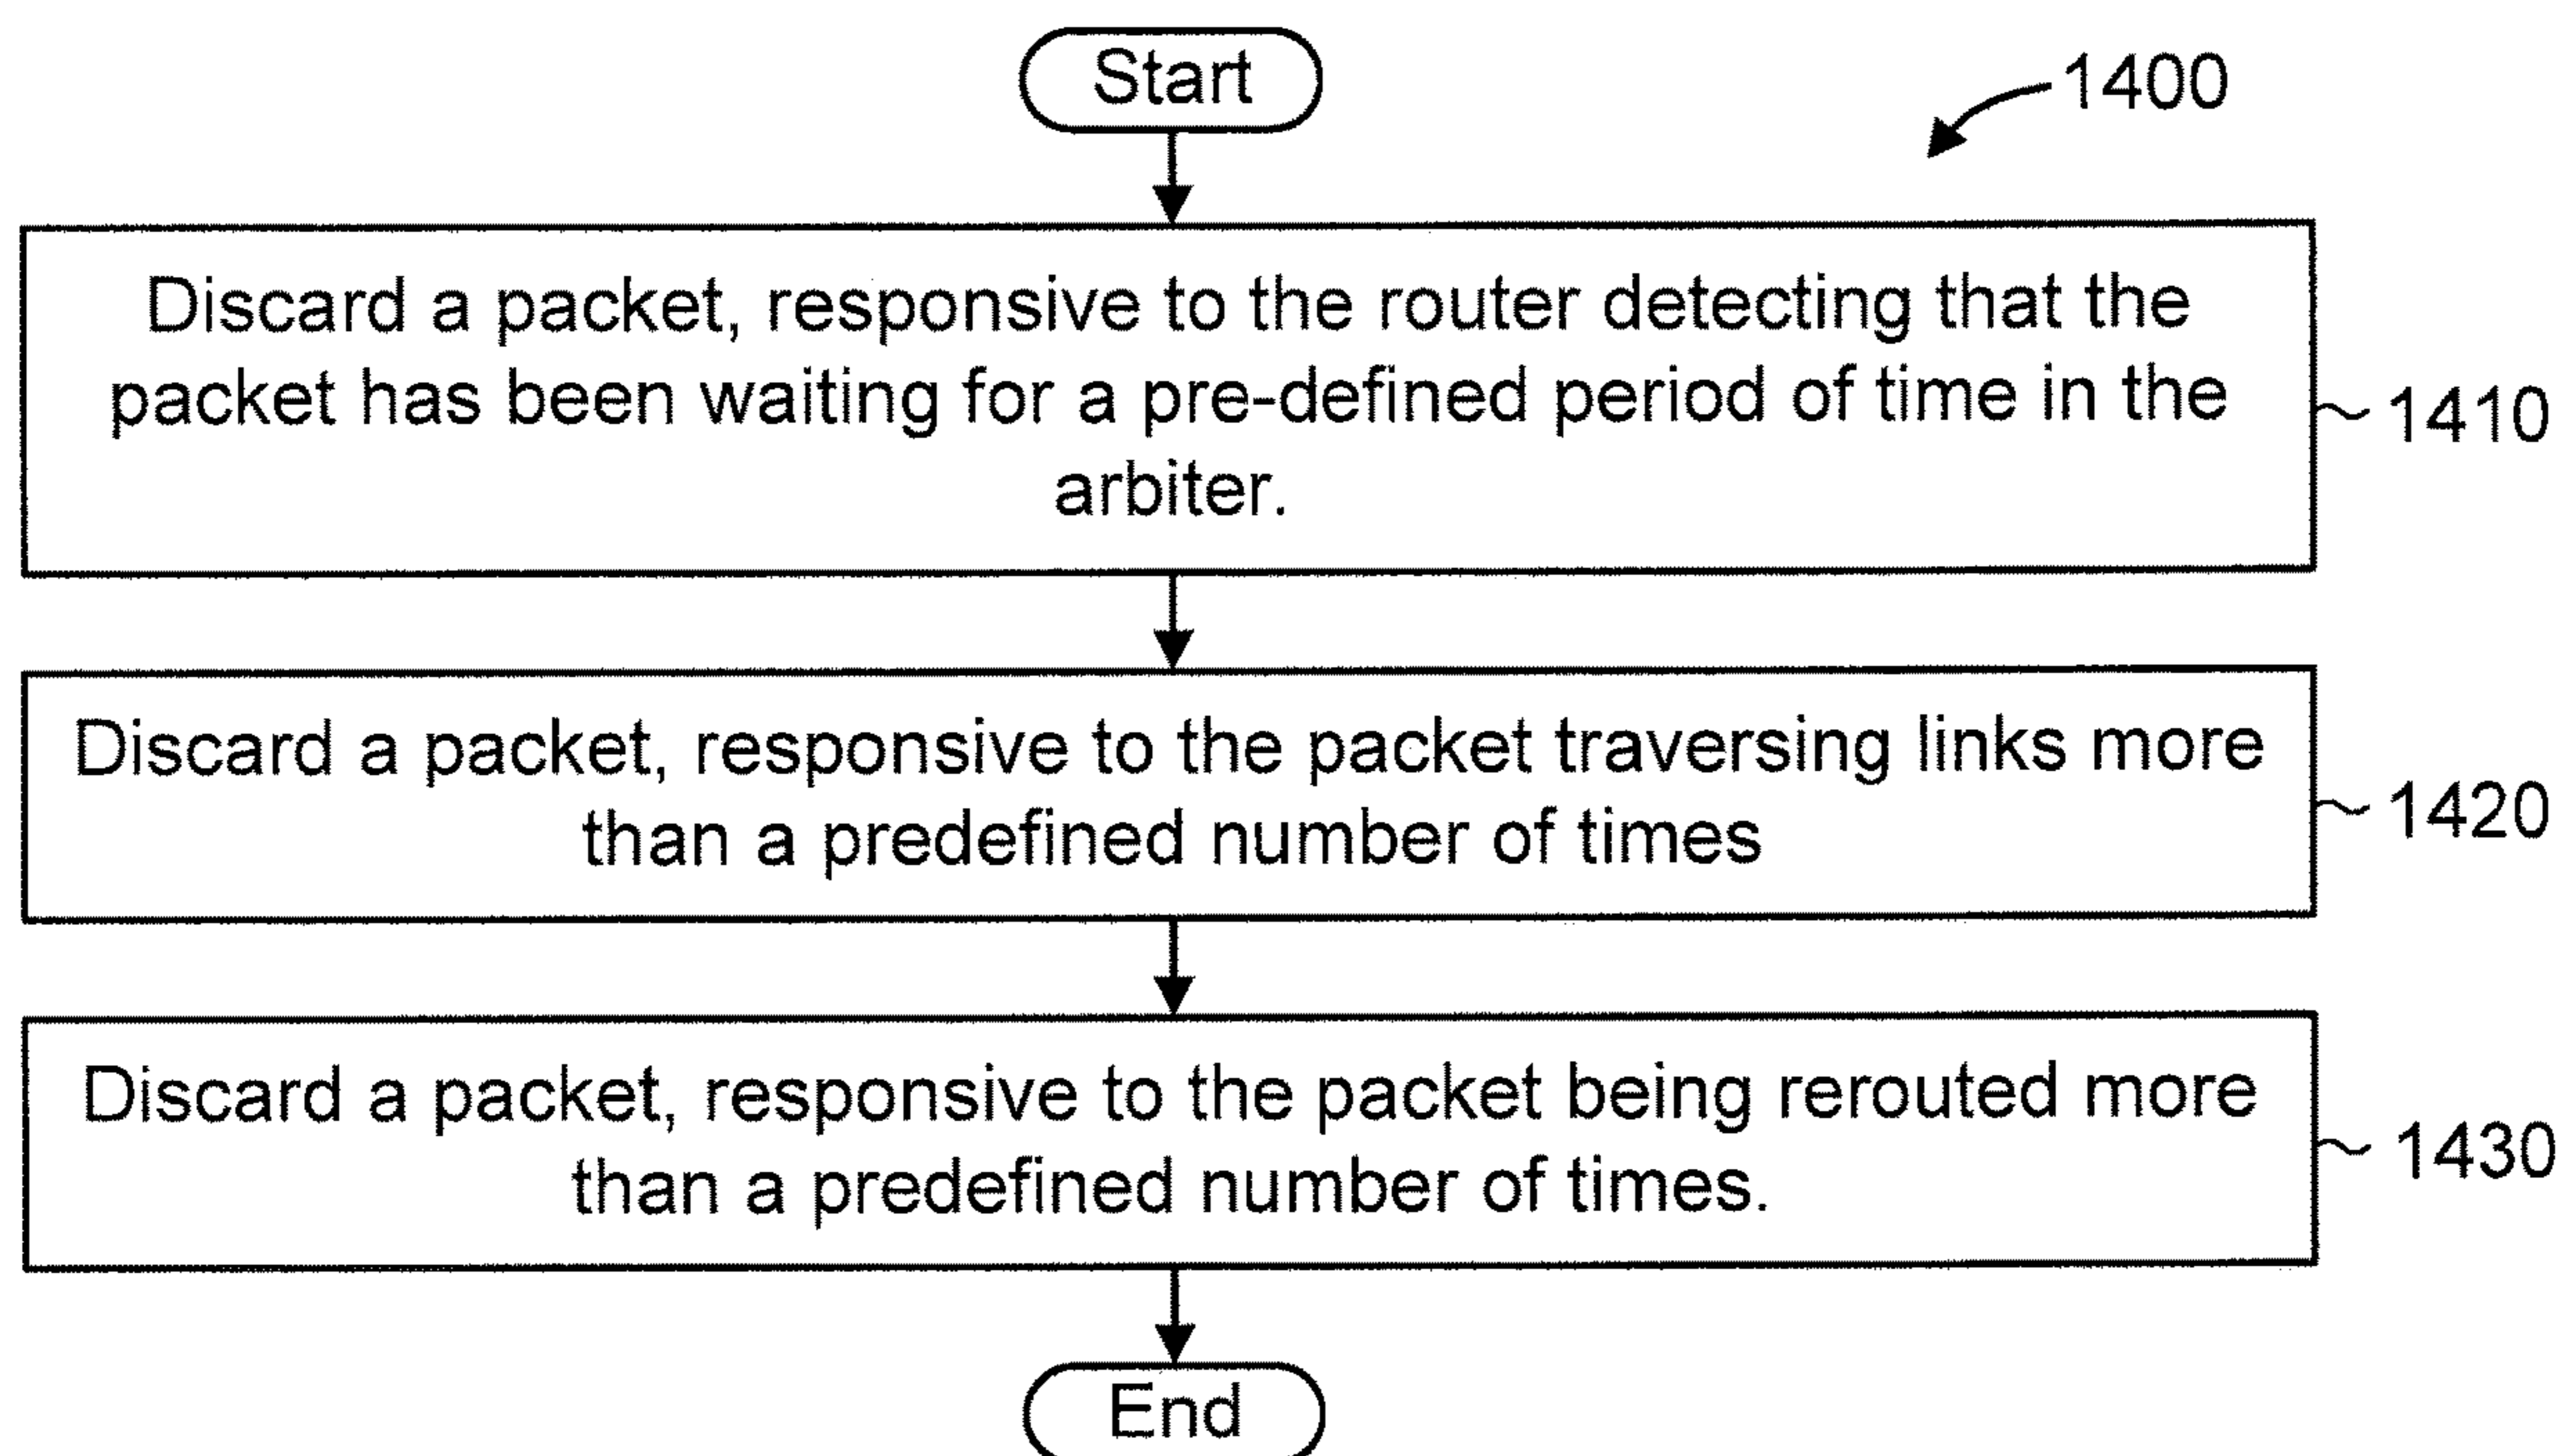 Start
1400
Discard a packet, responsive to the router detecting that the
packet has been waiting for a pre-defined period of time in the
arbiter.
1410
Discard a packet, responsive to the packet traversing links more
than a predefined number of times
1420
Discard a packet, responsive to the packet being rerouted more
than a predefined number of times.
1430
End